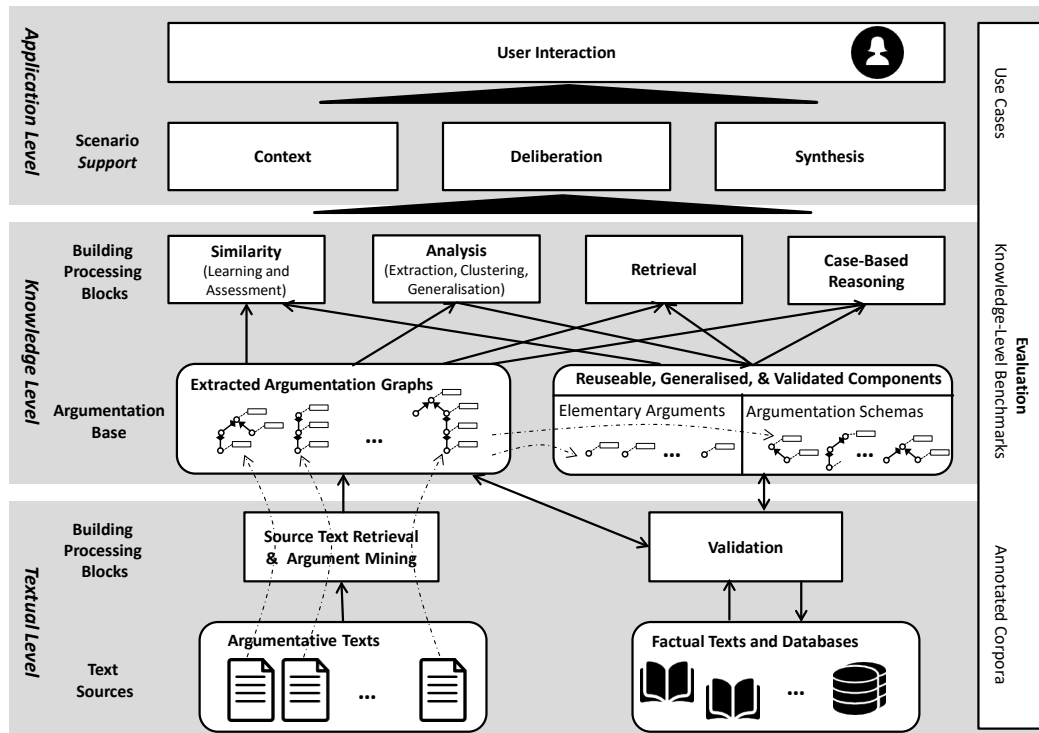 Application Level
User Interaction
Scenario
Support
Context
Deliberation
Synthesis
Use Cases
Knowledge Level
Building
Processing
Blocks
Similarity
(Learning and
Assessment)
Analysis
(Extraction, Clustering,
Generalisation)
Retrieval
Case-Based
Reasoning
Argumentation
Base
Extracted Argumentation Graphs
...
Reuseable, Generalised, & Validated Components
Elementary Arguments
...
Argumentation Schemas
...
Knowledge-Level Benchmarks
Evaluation
Textual Level
Building
Processing
Blocks
Source Text Retrieval
& Argument Mining
Validation
Text
Sources
Argumentative Texts
...
Factual Texts and Databases
...
Annotated Corpora